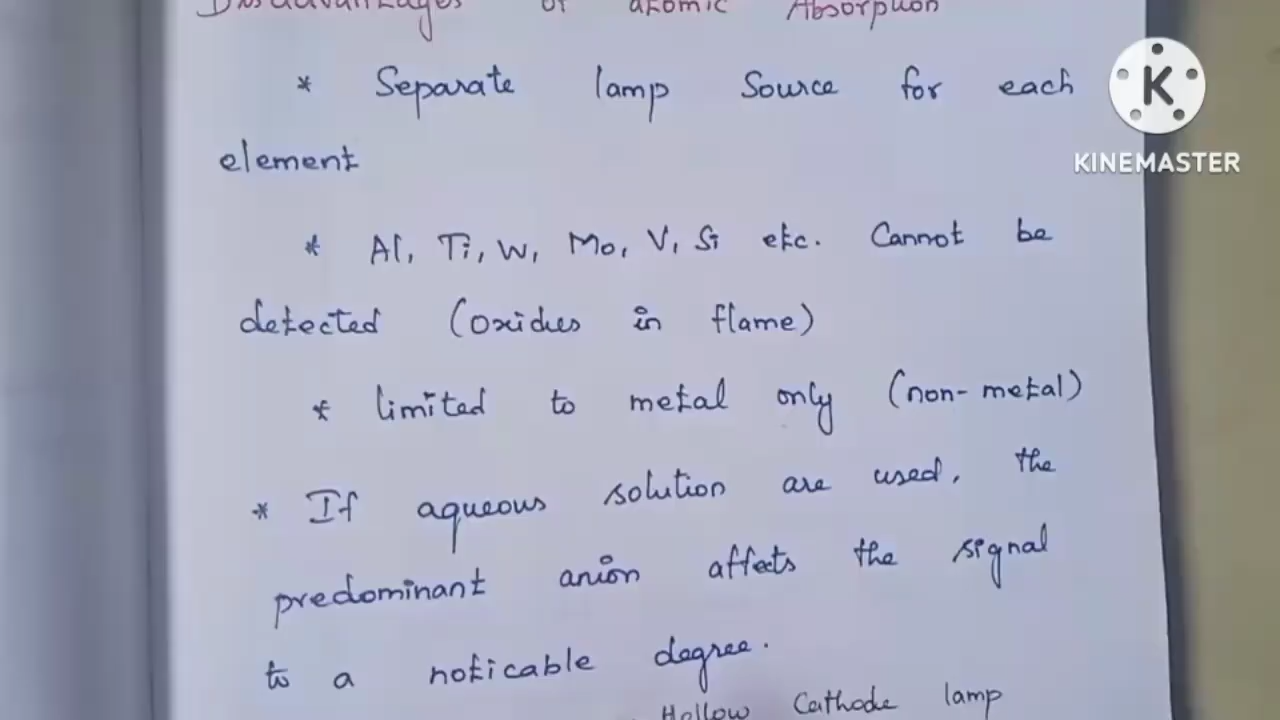 Disadvantages of atomic Absorption
* Separate lamp Source for each
element
* Al, Ti, W, Mo, V, Si etc. Cannot be
detected (oxides in flame)
* limited to metal only (non-metal)
* If aqueous solution are used, the
predominant anion affects the signal
to a noticable degree.
Hollow Cathode lamp
K
KINEMASTER